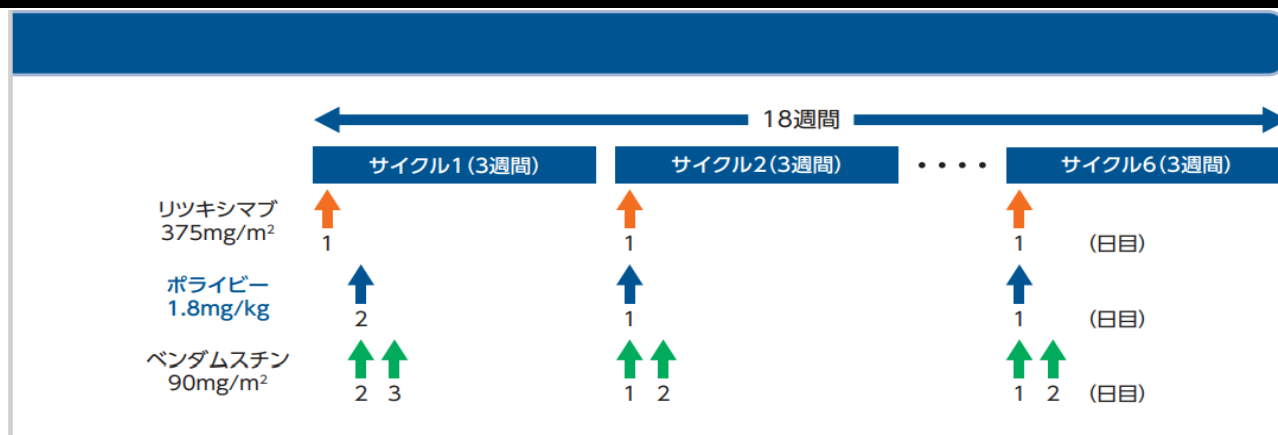 18週間
サイクル1(3週間)
サイクル2(3週間)
・・・・
サイクル6(3週間)
リツキシマブ
375mg/m²
1
1
1 (日目)
ポライビー
1.8mg/kg
2
1
1 (日目)
ベンダムスチン
90mg/m²
2 3
1 2
1 2 (日目)